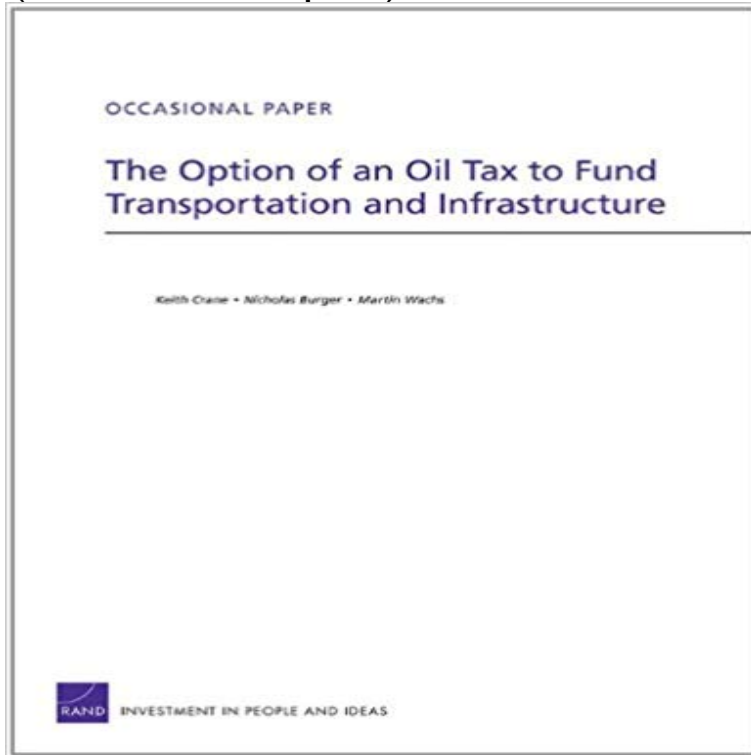 OCCASIONAL PAPER
The Option of an Oil Tax to Fund
Transportation and Infrastructure
Keith Crane • Nicholas Burger • Martin Wachs
RAND
INVESTMENT IN PEOPLE AND IDEAS